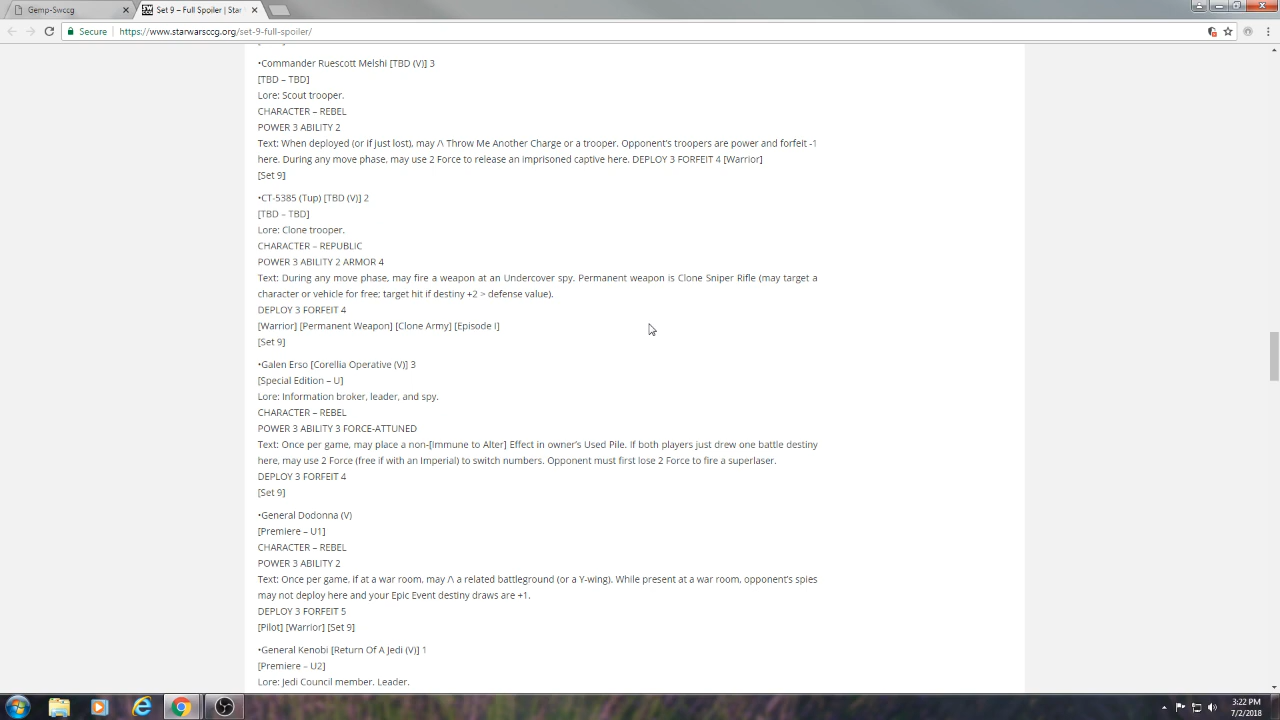 Gemp-Swccg
Set 9 – Full Spoiler | Star
Secure
https://www.starwarsccg.org/set-9-full-spoiler/
•Commander Ruescott Melshi [TBD (V)] 3
[TBD – TBD]
Lore: Scout trooper.
CHARACTER – REBEL
POWER 3 ABILITY 2
Text: When deployed (or if just lost), may /\ Throw Me Another Charge or a trooper. Opponent's troopers are power and forfeit -1
here. During any move phase, may use 2 Force to release an imprisoned captive here. DEPLOY 3 FORFEIT 4 [Warrior]
[Set 9]
•CT-5385 (Tup) [TBD (V)] 2
[TBD – TBD]
Lore: Clone trooper.
CHARACTER – REPUBLIC
POWER 3 ABILITY 2 ARMOR 4
Text: During any move phase, may fire a weapon at an Undercover spy. Permanent weapon is Clone Sniper Rifle (may target a
character or vehicle for free; target hit if destiny +2 > defense value).
DEPLOY 3 FORFEIT 4
[Warrior] [Permanent Weapon] [Clone Army] [Episode I]
[Set 9]
•Galen Erso [Corellia Operative (V)] 3
[Special Edition – U]
Lore: Information broker, leader, and spy.
CHARACTER – REBEL
POWER 3 ABILITY 3 FORCE-ATTUNED
Text: Once per game, may place a non-[Immune to Alter] Effect in owner's Used Pile. If both players just drew one battle destiny
here, may use 2 Force (free if with an Imperial) to switch numbers. Opponent must first lose 2 Force to fire a superlaser.
DEPLOY 3 FORFEIT 4
[Set 9]
•General Dodonna (V)
[Premiere – U1]
CHARACTER – REBEL
POWER 3 ABILITY 2
Text: Once per game, if at a war room, may /\ a related battleground (or a Y-wing). While present at a war room, opponent's spies
may not deploy here and your Epic Event destiny draws are +1.
DEPLOY 3 FORFEIT 5
[Pilot] [Warrior] [Set 9]
•General Kenobi [Return Of A Jedi (V)] 1
[Premiere – U2]
Lore: Jedi Council member. Leader.
3:22 PM
7/2/2018